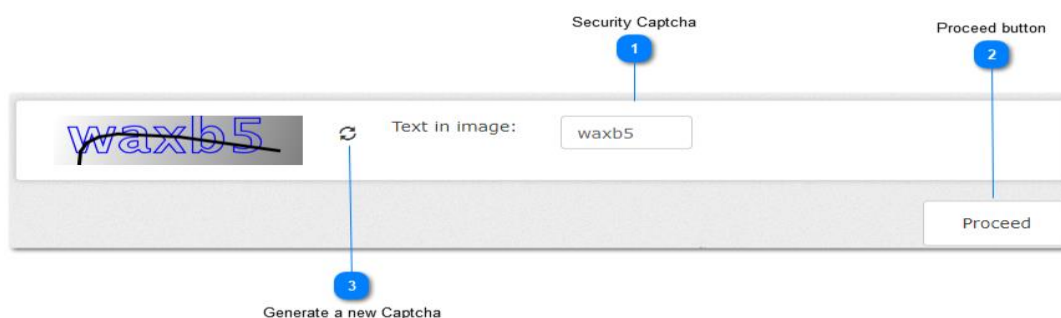 Security Captcha
1
Proceed button
2
waxb5
Text in image:
waxb5
Proceed
3
Generate a new Captcha